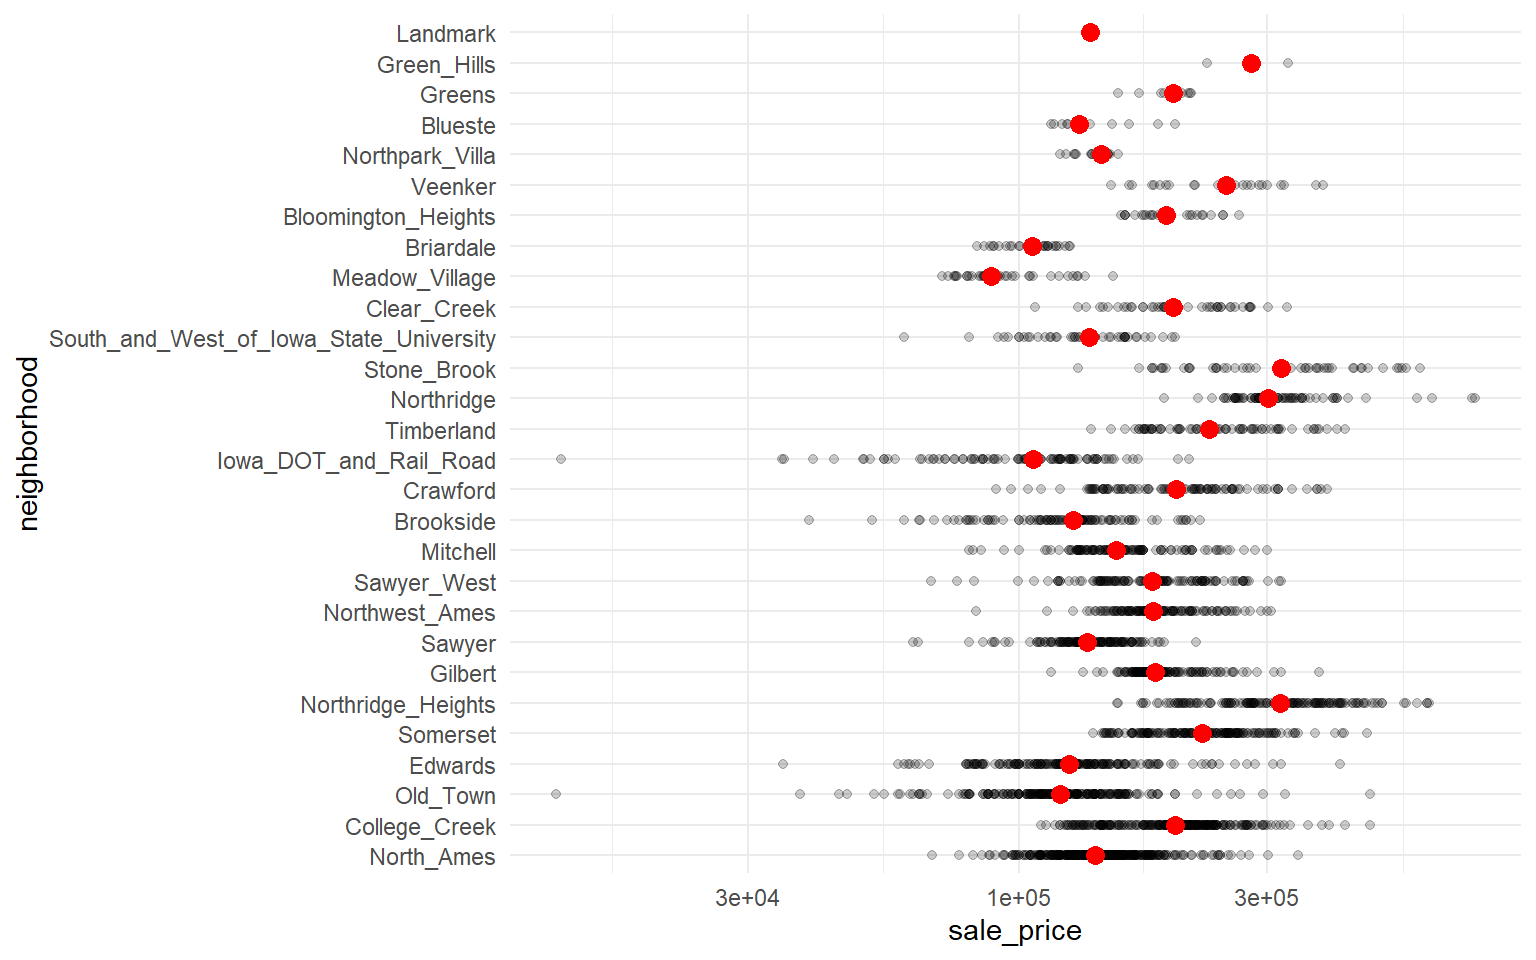 Landmark
Green_Hills
Greens
Blueste
Northpark_Villa
Veenker
Bloomington_Heights
Briardale
Meadow_Village
Clear_Creek
South_and_West_of_Iowa_State_University
Stone_Brook
Northridge
Timberland
Iowa_DOT_and_Rail_Road
Crawford
Brookside
Mitchell
Sawyer_West
Northwest_Ames
Sawyer
Gilbert
Northridge_Heights
Somerset
Edwards
Old_Town
College_Creek
North_Ames
neighborhood
3e+04 1e+05 3e+05
sale_price